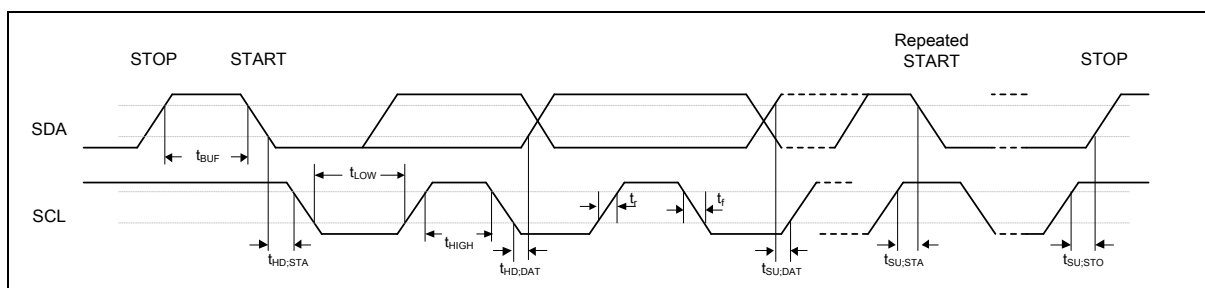 Repeated
STOP START START STOP
SDA
tBUF
tLOW
SCL
tr tf
tHIGH
tHD;STA tHD;DAT tSU;DAT tSU;STA tSU;STO